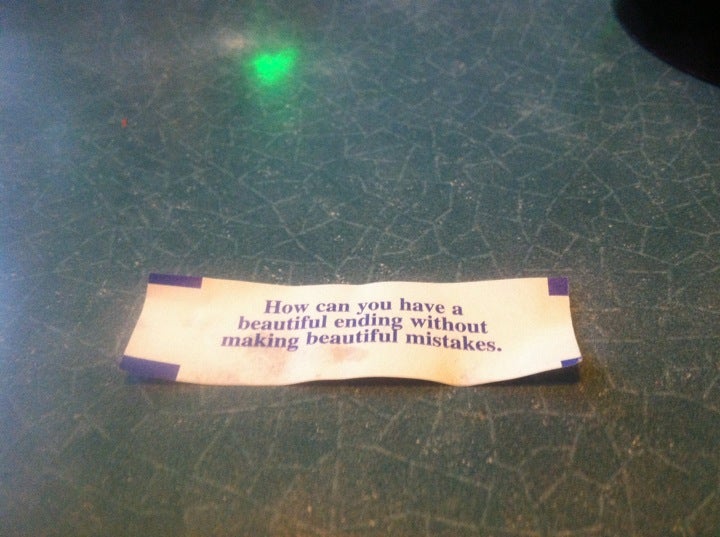 How can you have a
beautiful ending without
making beautiful mistakes.